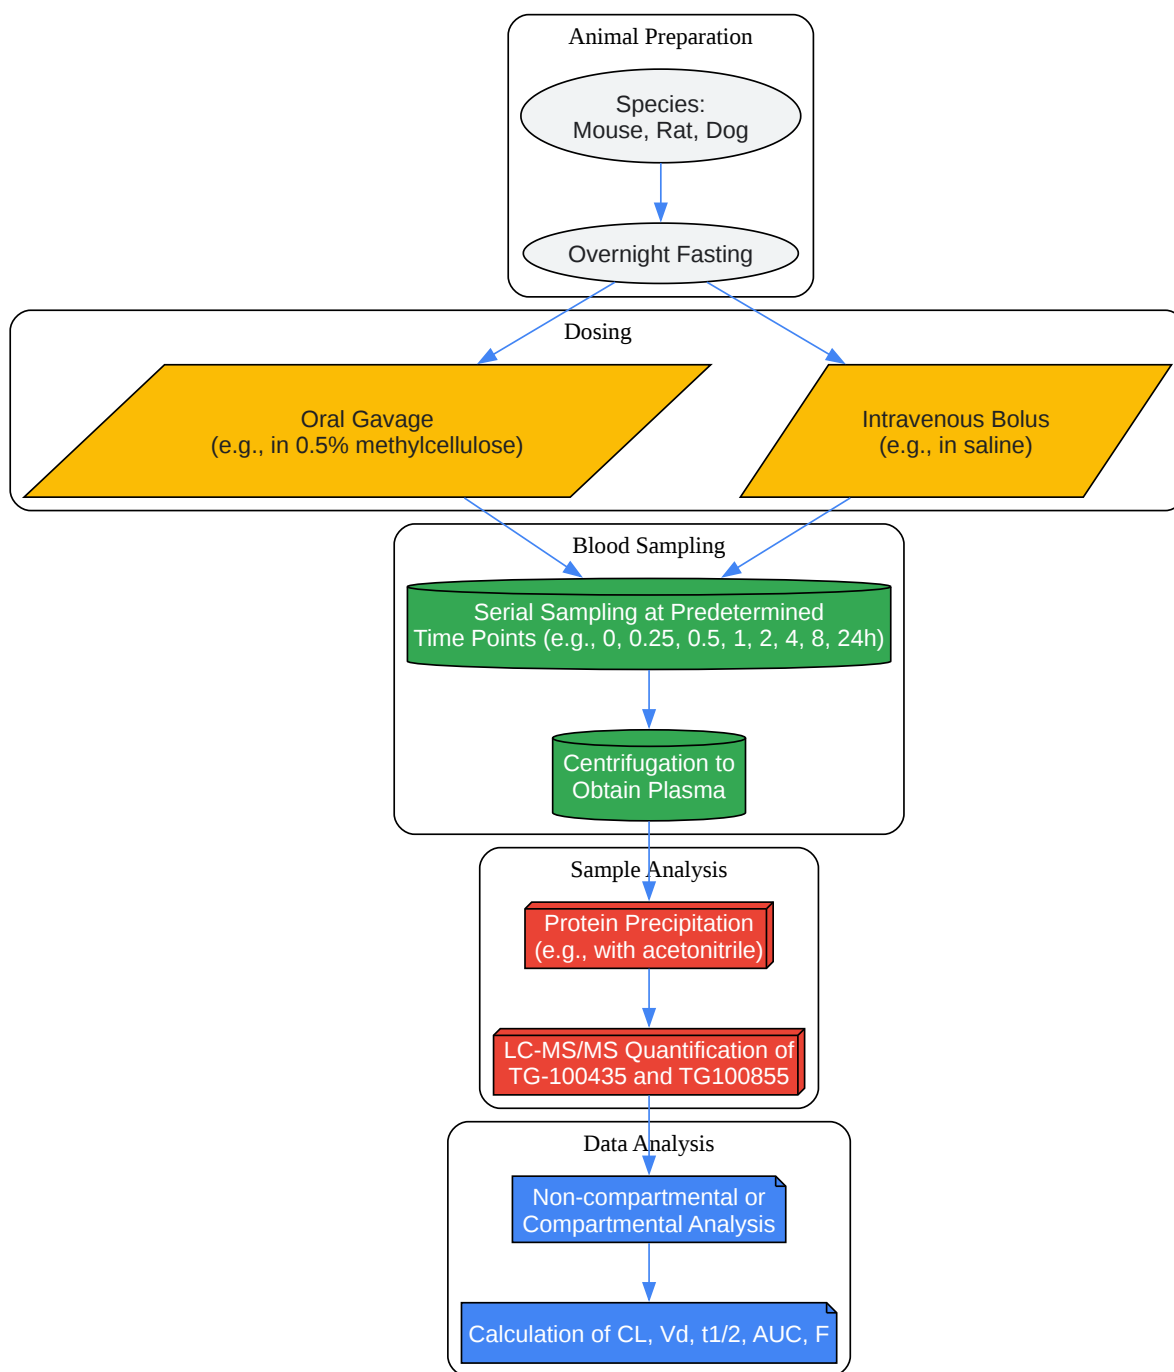 Animal Preparation
Species:
Mouse, Rat, Dog
Overnight Fasting
Dosing
Oral Gavage
(e.g., in 0.5% methylcellulose)
Intravenous Bolus
(e.g., in saline)
Blood Sampling
Serial Sampling at Predetermined
Time Points (e.g., 0, 0.25, 0.5, 1, 2, 4, 8, 24h)
Centrifugation to
Obtain Plasma
Sample Analysis
Protein Precipitation
(e.g., with acetonitrile)
LC-MS/MS Quantification of
TG-100435 and TG100855
Data Analysis
Non-compartmental or
Compartmental Analysis
Calculation of CL, Vd, t1/2, AUC, F